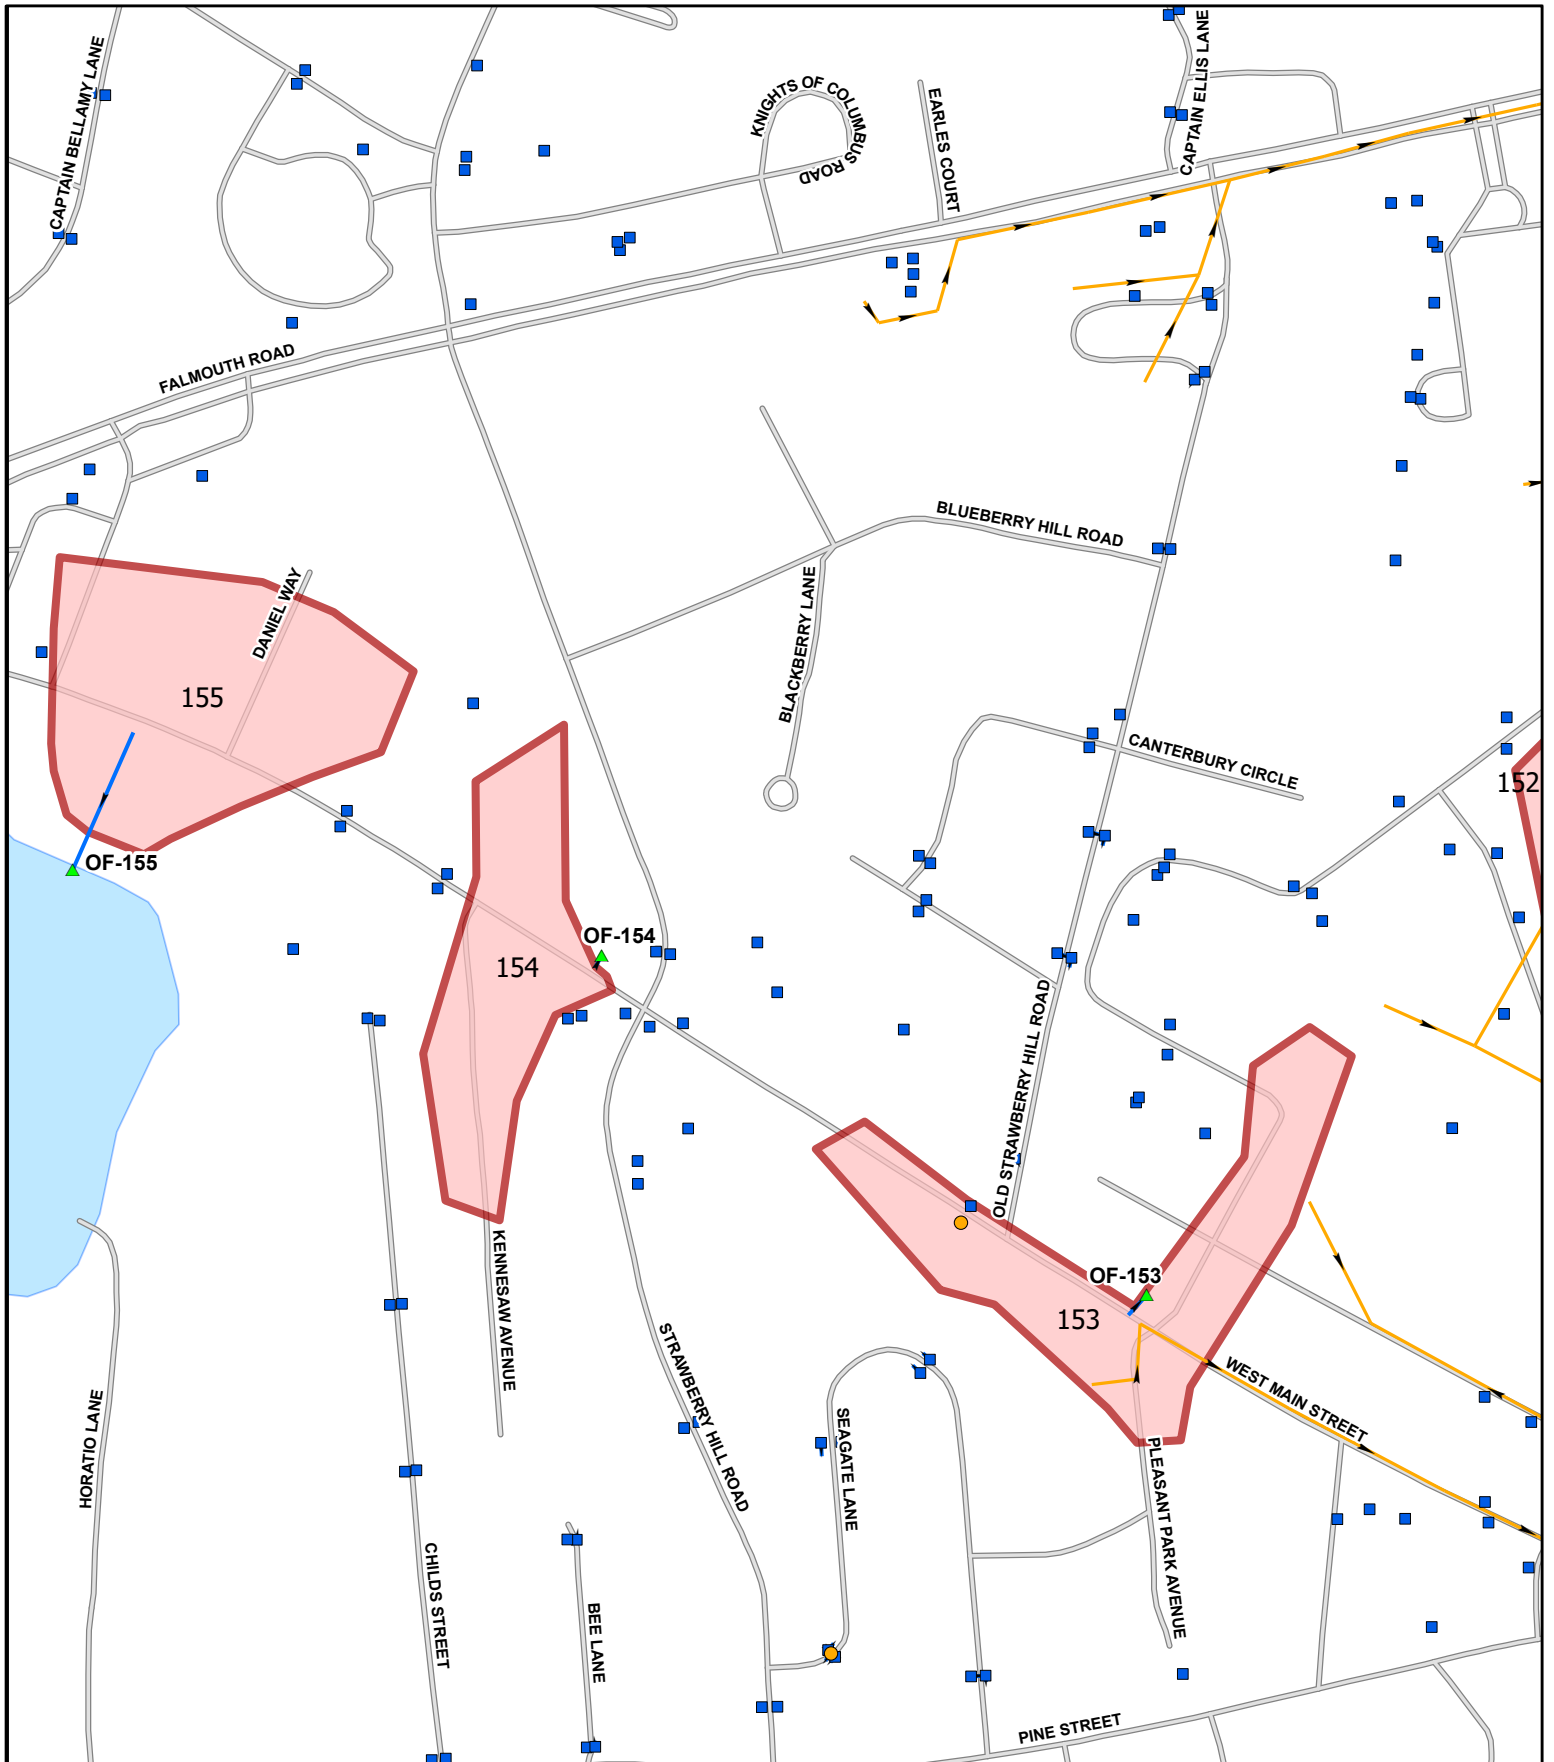 CAPTAIN BELLAMY LANE
KNIGHTS OF COLUMBUS ROAD
EARLES COURT
CAPTAIN ELLIS LANE
FALMOUTH ROAD
BLUEBERRY HILL ROAD
DANIEL WAY
BLACKBERRY LANE
155
CANTERBURY CIRCLE
152
OF-155
OF-154
154
OLD STRAWBERRY HILL ROAD
KENNESAW AVENUE
OF-153
153
STRAWBERRY HILL ROAD
WEST MAIN STREET
HORATIO LANE
SEAGATE LANE
PLEASANT PARK AVENUE
CHILDS STREET
BEE LANE
PINE STREET